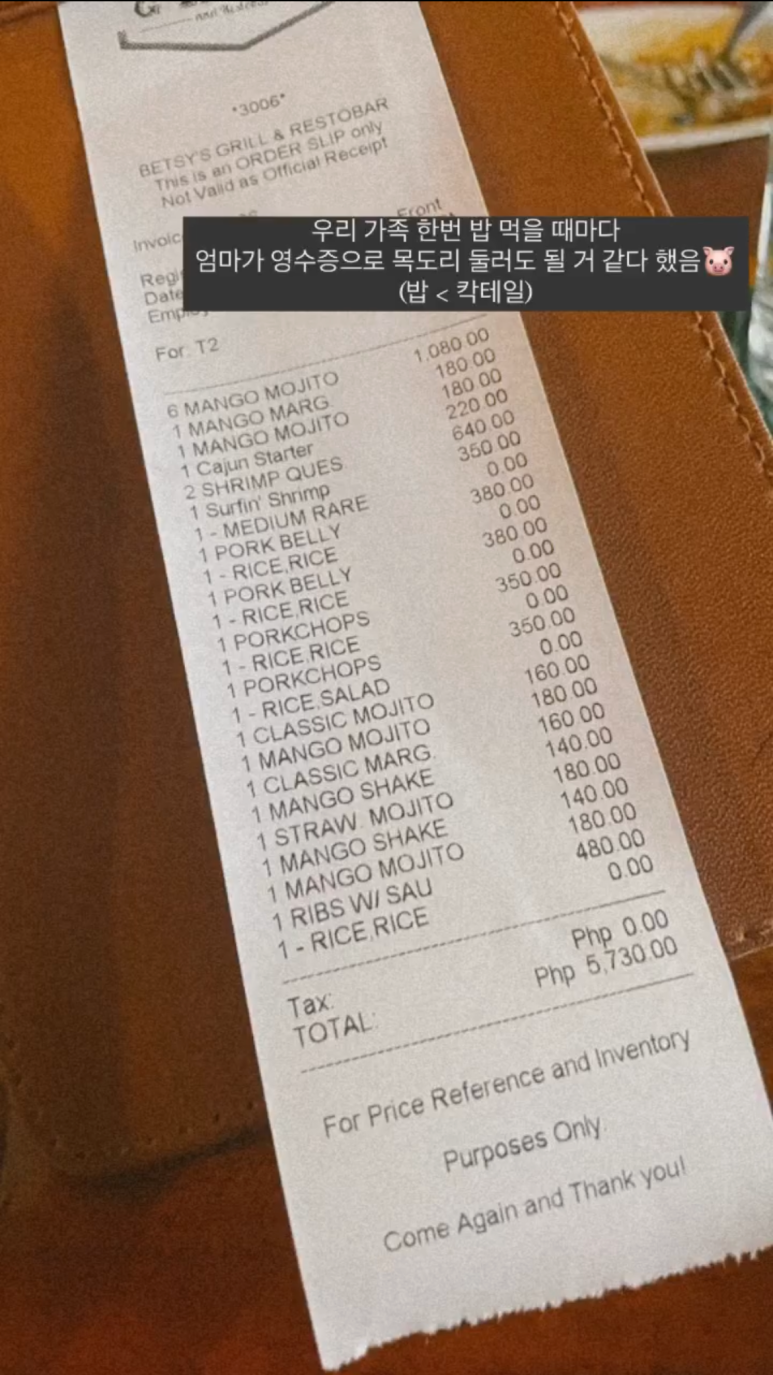 and Restobar
*3006*
BETSY'S GRILL & RESTOBAR
This is an ORDER SLIP only
Not Valid as Official Receipt
Front
우리 가족 한번 밥 먹을 때마다
엄마가 영수증으로 목도리 둘러도 될 거 같다 했음🐷
(밥 < 칵테일)
Date
For: T2
6 MANGO MOJITO 1,080.00
1 MANGO MARG. 180.00
1 MANGO MOJITO 180.00
1 Cajun Starter 220.00
2 SHRIMP QUES. 640.00
1 Surfin' Shrimp 350.00
1 - MEDIUM RARE 0.00
1 PORK BELLY 380.00
1 - RICE,RICE 0.00
1 PORK BELLY 380.00
1 - RICE,RICE 0.00
1 PORKCHOPS 350.00
1 - RICE,RICE 0.00
1 PORKCHOPS 350.00
1 - RICE,SALAD 0.00
1 CLASSIC MOJITO 160.00
1 MANGO MOJITO 180.00
1 CLASSIC MARG. 160.00
1 MANGO SHAKE 140.00
1 STRAW. MOJITO 180.00
1 MANGO SHAKE 140.00
1 MANGO MOJITO 180.00
1 RIBS W/ SAU 480.00
1 - RICE,RICE 0.00
Tax: Php 0.00
TOTAL: Php 5,730.00
For Price Reference and Inventory
Purposes Only.
Come Again and Thank you!